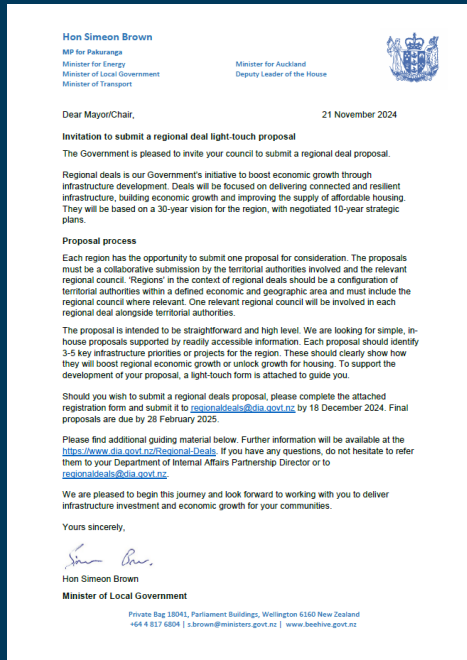 Hon Simeon Brown
MP for Pakuranga
Minister for Energy
Minister of Local Government
Minister of Transport
Minister for Auckland
Deputy Leader of the House
Dear Mayor/Chair,
21 November 2024
Invitation to submit a regional deal light-touch proposal
The Government is pleased to invite your council to submit a regional deal proposal.
Regional deals is our Government's initiative to boost economic growth through
infrastructure development. Deals will be focused on delivering connected and resilient
infrastructure, building economic growth and improving the supply of affordable housing.
They will be based on a 30-year vision for the region, with negotiated 10-year strategic
plans.
Proposal process
Each region has the opportunity to submit one proposal for consideration. The proposals
must be a collaborative submission by the territorial authorities involved and the relevant
regional council. 'Regions' in the context of regional deals should be a configuration of
territorial authorities within a defined economic and geographic area and must include the
regional council where relevant. One relevant regional council will be involved in each
regional deal alongside territorial authorities.
The proposal is intended to be straightforward and high level. We are looking for simple, in-
house proposals supported by readily accessible information. Each proposal should identify
3-5 key infrastructure priorities or projects for the region. These should clearly show how
they will boost regional economic growth or unlock growth for housing. To support the
development of your proposal, a light-touch form is attached to guide you.
Should you wish to submit a regional deals proposal, please complete the attached
registration form and submit it to regionaldeals@dia.govt.nz by 18 December 2024. Final
proposals are due by 28 February 2025.
Please find additional guiding material below. Further information will be available at the
https://www.dia.govt.nz/Regional-Deals. If you have any questions, do not hesitate to refer
them to your Department of Internal Affairs Partnership Director or to
regionaldeals@dia.govt.nz.
We are pleased to begin this journey and look forward to working with you to deliver
infrastructure investment and economic growth for your communities.
Yours sincerely,
Hon Simeon Brown
Minister of Local Government
Private Bag 18041, Parliament Buildings, Wellington 6160 New Zealand
+64 4 817 6804 | s.brown@ministers.govt.nz | www.beehive.govt.nz